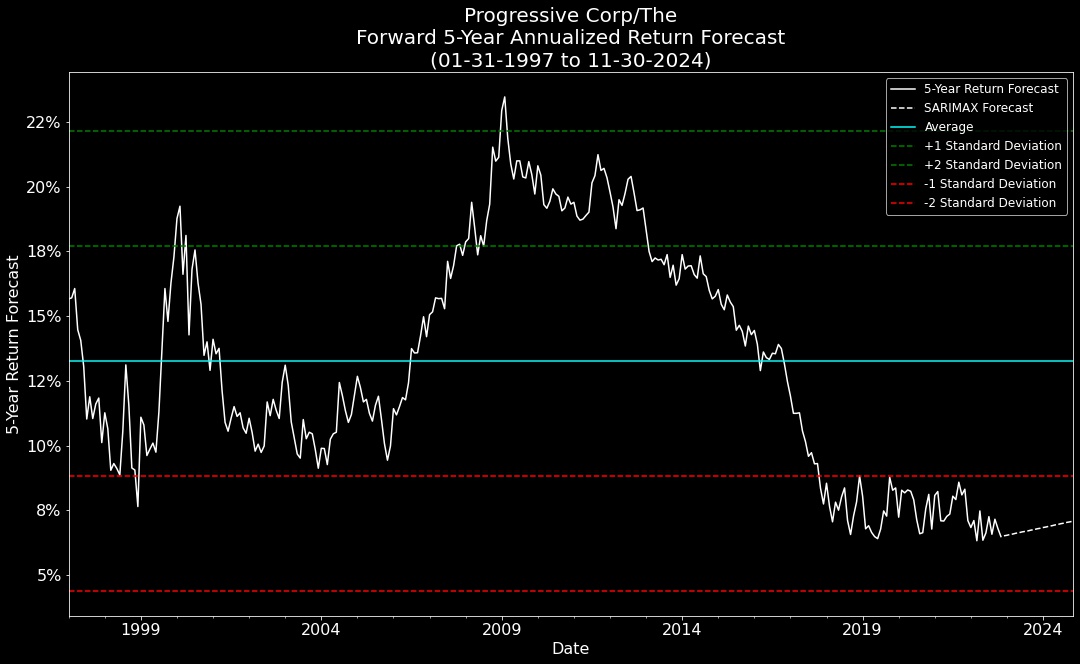 Progressive Corp/The
Forward 5-Year Annualized Return Forecast
(01-31-1997 to 11-30-2024)
5-Year Return Forecast
SARIMAX Forecast
Average
+1 Standard Deviation
+2 Standard Deviation
-1 Standard Deviation
-2 Standard Deviation
5-Year Return Forecast
22%
20%
18%
15%
12%
10%
8%
5%
1999 2004 2009 2014 2019 2024
Date